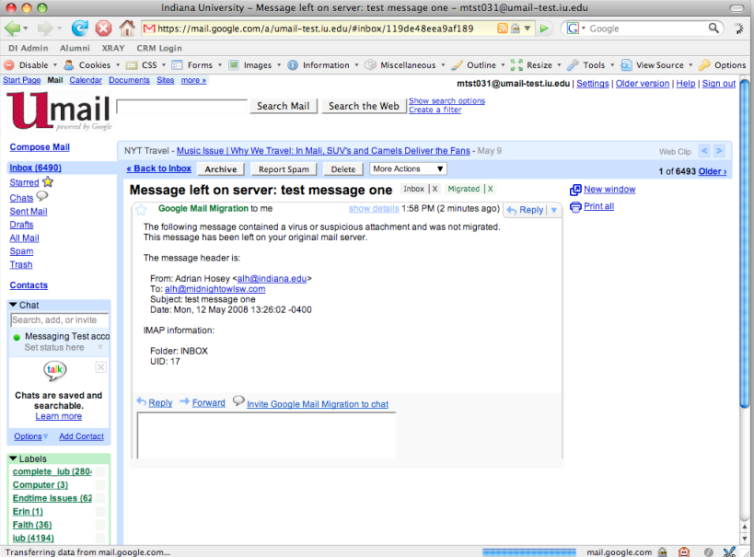 Indiana University - Message left on server: test message one - mtst031@umail-test.iu.edu
https://mail.google.com/a/umail-test.iu.edu/#inbox/119de48eea9af189
Google
DI Admin Alumni XRAY CRM Login
Disable Cookies CSS Forms Images Information Miscellaneous Outline Resize Tools View Source Options
Start Page Mail Calendar Documents Sites more »
mtst031@umail-test.iu.edu | Settings | Older version | Help | Sign out
Umail
powered by Google
Search Mail Search the Web
Show search options
Create a filter
Compose Mail
Inbox (6490)
Starred
Chats
Sent Mail
Drafts
All Mail
Spam
Trash
Contacts
Chat
Search, add, or invite
Messaging Test acco
Set status here
talk
Chats are saved and
searchable.
Learn more
Options Add Contact
Labels
complete_iub (280-
Computer (3)
Endtime Issues (62
Erin (1)
Faith (36)
iub (4194)
NYT Travel - Music Issue | Why We Travel: In Mali, SUV's and Camels Deliver the Fans - May 9
Web Clip < >
« Back to Inbox Archive Report Spam Delete More Actions
1 of 6493 Older ›
Message left on server: test message one Inbox | X Migrated | X
New window
Print all
Google Mail Migration to me show details 1:58 PM (2 minutes ago) Reply
The following message contained a virus or suspicious attachment and was not migrated.
This message has been left on your original mail server.
The message header is:
From: Adrian Hosey <alh@indiana.edu>
To: alh@midnightowlsw.com
Subject: test message one
Date: Mon, 12 May 2008 13:26:02 -0400
IMAP information:
Folder: INBOX
UID: 17
Reply Forward Invite Google Mail Migration to chat
Transferring data from mail.google.com...
mail.google.com